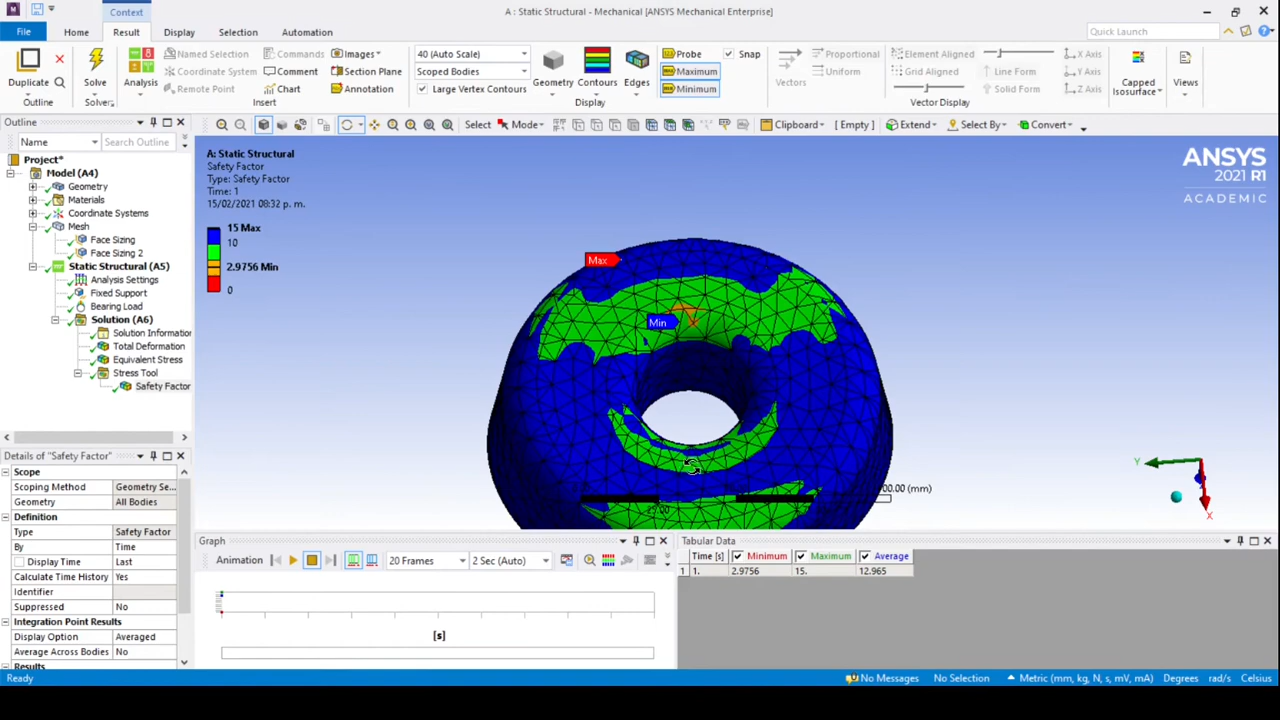 Context
A : Static Structural - Mechanical [ANSYS Mechanical Enterprise]
File Home Result Display Selection Automation
Quick Launch
Duplicate
Outline
Solve
Solver
Analysis
Named Selection
Coordinate System
Remote Point
Commands
Comment
Chart
Images
Section Plane
Annotation
Insert
40 (Auto Scale)
Scoped Bodies
Large Vertex Contours
Geometry
Contours
Edges
Display
Probe
Snap
Maximum
Minimum
Vectors
Proportional
Uniform
Element Aligned
Grid Aligned
Line Form
Solid Form
X Axis
Y Axis
Z Axis
Vector Display
Capped
Isosurface
Views
Outline
Name
Search Outline
Select Mode Clipboard [ Empty ] Extend Select By Convert
Project*
Model (A4)
Geometry
Materials
Coordinate Systems
Mesh
Face Sizing
Face Sizing 2
Static Structural (A5)
Analysis Settings
Fixed Support
Bearing Load
Solution (A6)
Solution Informatio
Total Deformation
Equivalent Stress
Stress Tool
Safety Factor
A: Static Structural
Safety Factor
Type: Safety Factor
Time: 1
15/02/2021 08:32 p. m.
15 Max
10
2.9756 Min
0
ANSYS
2021 R1
ACADEMIC
Max
Min
Y
X
Details of "Safety Factor"
Scope
Scoping Method Geometry Se...
Geometry All Bodies
Definition
Type Safety Factor
By Time
Display Time Last
Calculate Time History Yes
Identifier
Suppressed No
Integration Point Results
Display Option Averaged
Average Across Bodies No
Results
Graph
Animation 20 Frames 2 Sec (Auto)
[s]
Tabular Data
Time [s] Minimum Maximum Average
1 1. 2.9756 15. 12.965
Ready
No Messages No Selection Metric (mm, kg, N, s, mV, mA) Degrees rad/s Celsius